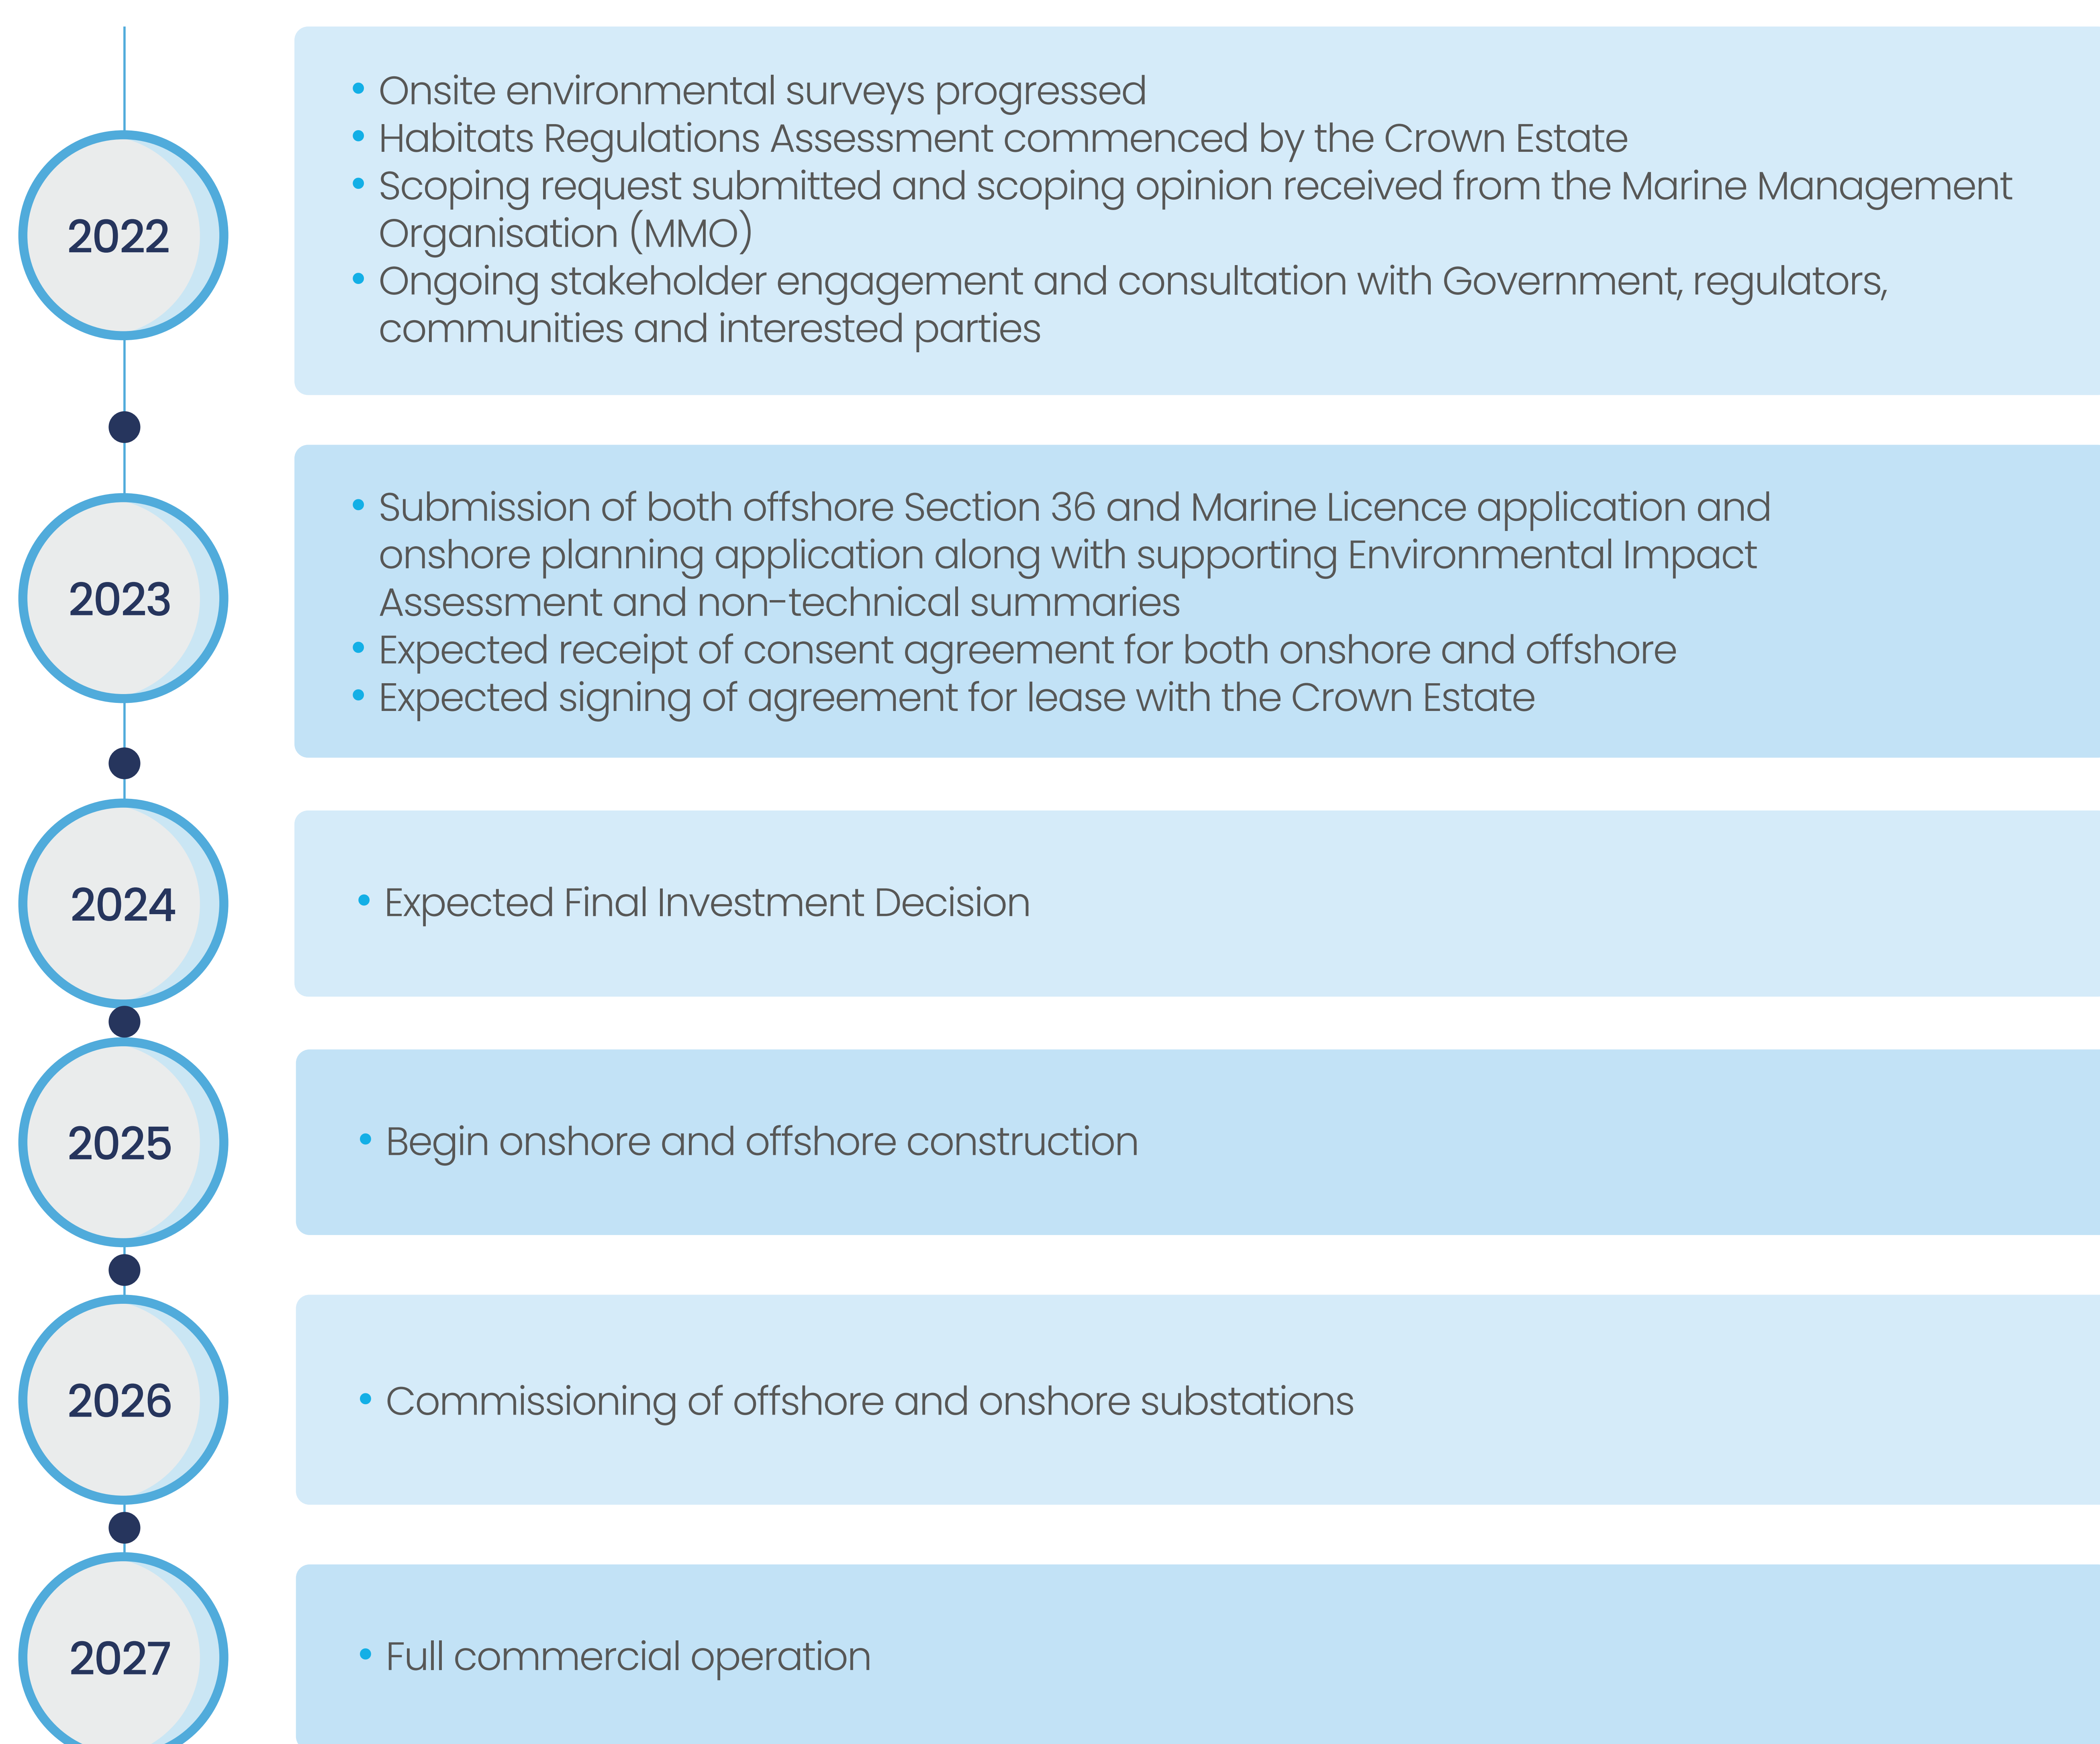 2022
• Onsite environmental surveys progressed
• Habitats Regulations Assessment commenced by the Crown Estate
• Scoping request submitted and scoping opinion received from the Marine Management
Organisation (MMO)
• Ongoing stakeholder engagement and consultation with Government, regulators,
communities and interested parties
2023
• Submission of both offshore Section 36 and Marine Licence application and
onshore planning application along with supporting Environmental Impact
Assessment and non-technical summaries
• Expected receipt of consent agreement for both onshore and offshore
• Expected signing of agreement for lease with the Crown Estate
2024
• Expected Final Investment Decision
2025
• Begin onshore and offshore construction
2026
• Commissioning of offshore and onshore substations
2027
• Full commercial operation